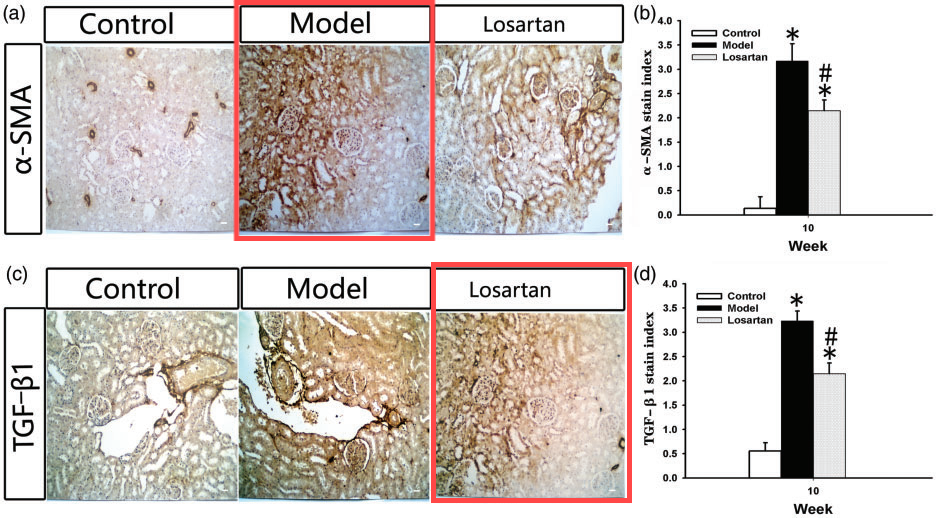 (a)
Control
Model
Losartan
α-SMA
(b)
Control
Model
Losartan
α-SMA stain index
4.0
3.5
3.0
2.5
2.0
1.5
1.0
0.5
0.0
*
#
*
10
Week
(c)
Control
Model
Losartan
TGF-β1
(d)
Control
Model
Losartan
TGF-β 1 stain index
4.0
3.5
3.0
2.5
2.0
1.5
1.0
0.5
0.0
*
#
*
10
Week